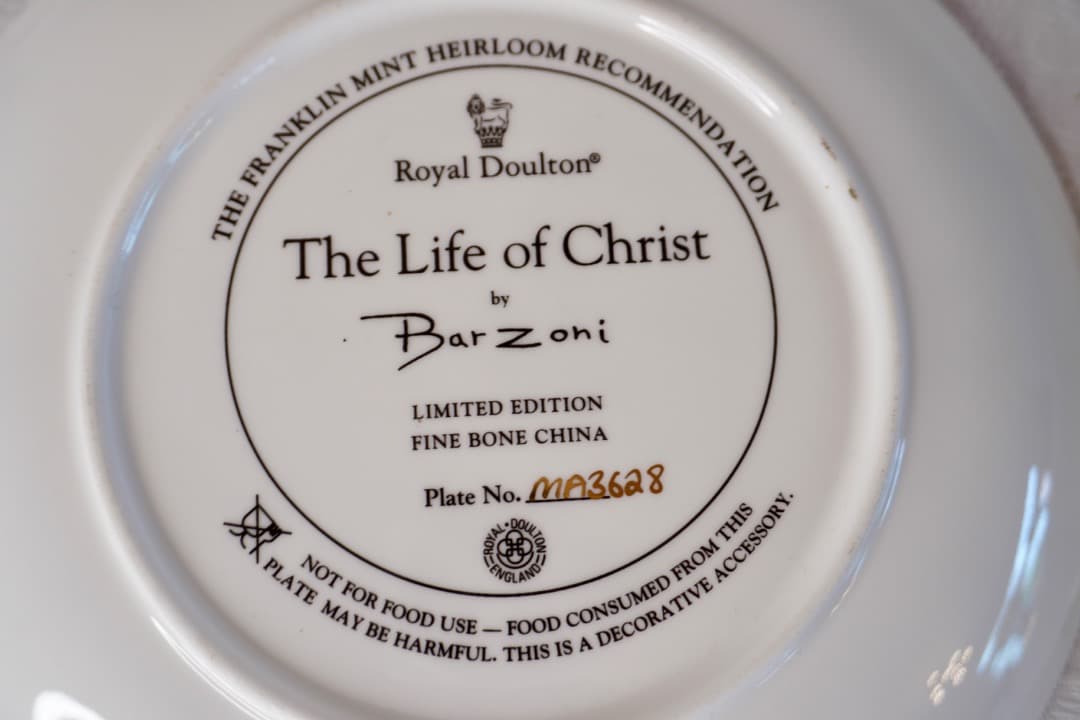 THE FRANKLIN MINT HEIRLOOM RECOMMENDATION
Royal Doulton®
The Life of Christ
by
Barzoni
LIMITED EDITION
FINE BONE CHINA
Plate No. MA3628
ROYAL • DOULTON
ENGLAND
NOT FOR FOOD USE — FOOD CONSUMED FROM THIS
PLATE MAY BE HARMFUL. THIS IS A DECORATIVE ACCESSORY.